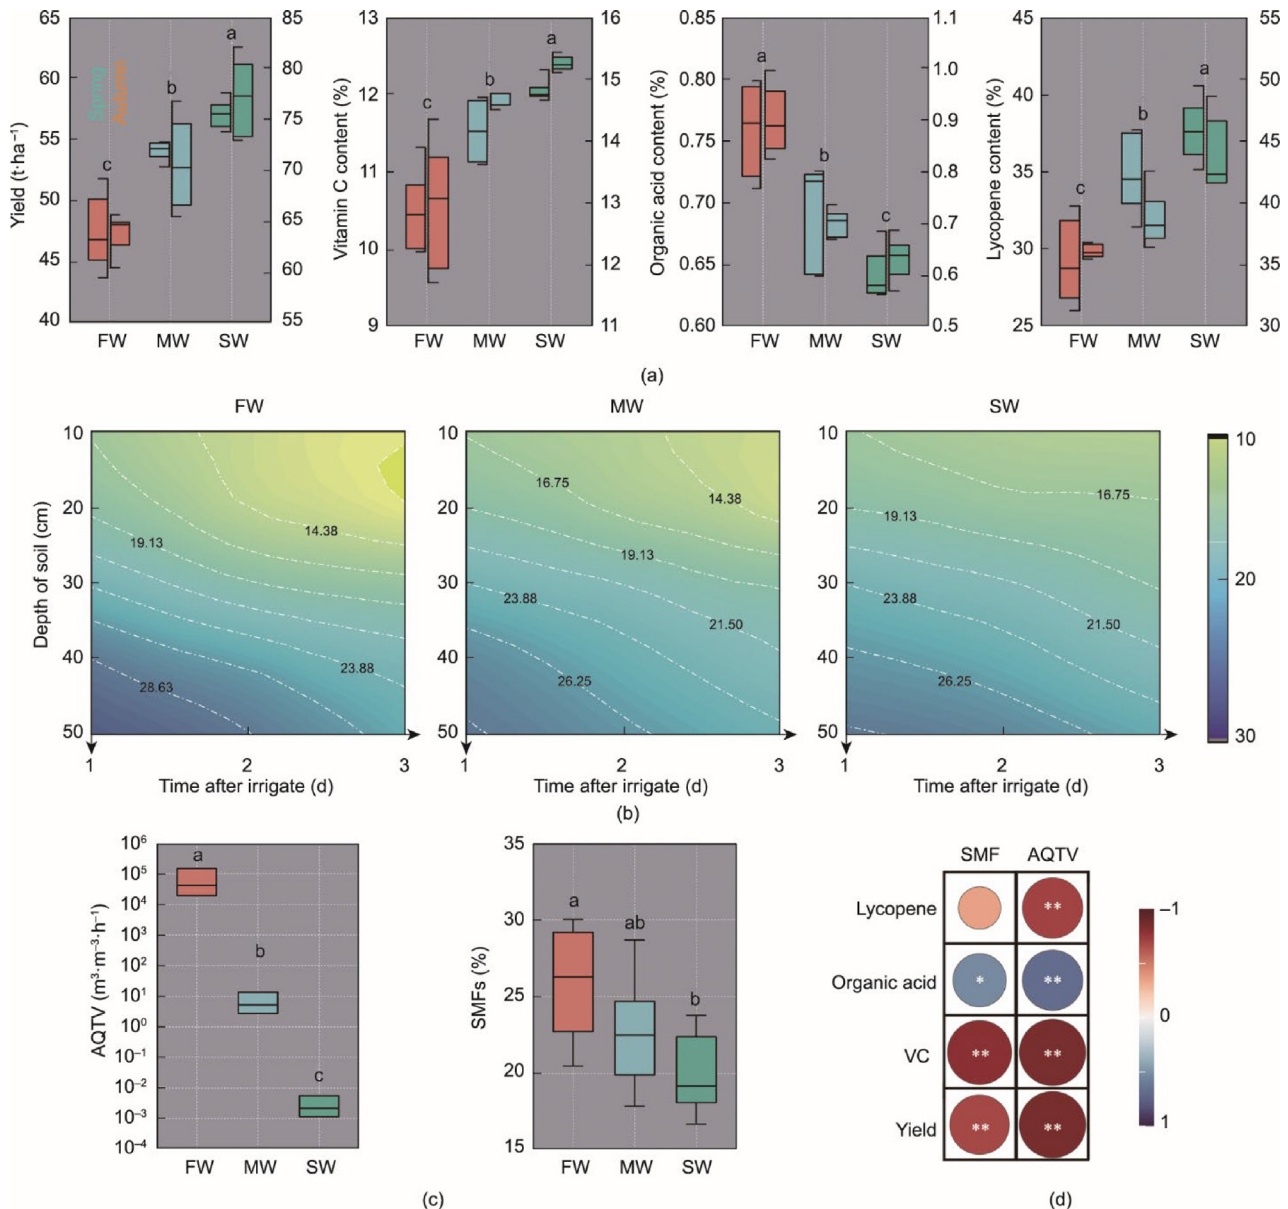 65
60
55
50
45
40
Yield (t·ha⁻¹)
Spring
Autumn
c
b
a
FW
MW
SW
85
80
75
70
65
60
55
13
12
11
10
9
Vitamin C content (%)
c
b
a
FW
MW
SW
16
15
14
13
12
11
0.85
0.80
0.75
0.70
0.65
0.60
Organic acid content (%)
a
b
c
FW
MW
SW
1.1
1.0
0.9
0.8
0.7
0.6
0.5
45
40
35
30
25
Lycopene content (%)
c
b
a
FW
MW
SW
55
50
45
40
35
30
(a)
FW
MW
SW
10
20
30
40
50
Depth of soil (cm)
14.38
19.13
23.88
28.63
1
2
3
Time after irrigate (d)
10
20
30
40
50
16.75
14.38
19.13
23.88
21.50
26.25
1
2
3
Time after irrigate (d)
10
20
30
40
50
16.75
19.13
23.88
21.50
26.25
1
2
3
Time after irrigate (d)
10
20
30
(b)
10⁶
10⁵
10⁴
10³
10²
10¹
10⁰
10⁻¹
10⁻²
10⁻³
10⁻⁴
AQTV (m³·m⁻³·h⁻¹)
a
b
c
FW
MW
SW
35
30
25
20
15
SMFs (%)
a
ab
b
FW
MW
SW
(c)
SMF AQTV
Lycopene **
Organic acid * **
VC ** **
Yield ** **
–1
0
1
(d)